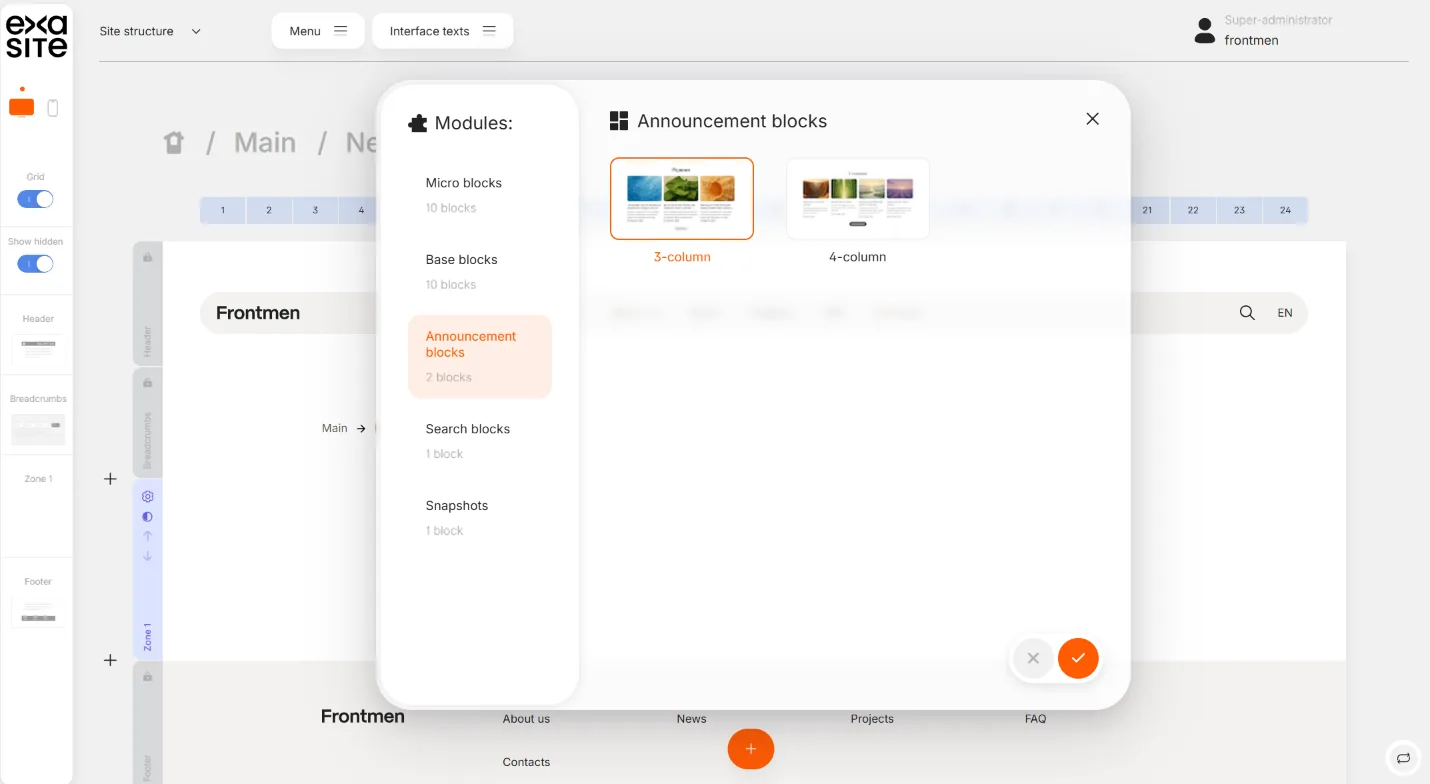 exa
SITE
Site structure
Menu
Interface texts
Super-administrator
frontmen
/ Main / Ne
Grid
Show hidden
Header
Breadcrumbs
Zone 1
Footer
1 2 3 4
21 22 23 24
Header
Breadcrumbs
Zone 1
Footer
Frontmen
EN
Main →
Modules:
Micro blocks
10 blocks
Base blocks
10 blocks
Announcement
blocks
2 blocks
Search blocks
1 block
Snapshots
1 block
Announcement blocks
3-column
4-column
Frontmen
About us
News
Projects
FAQ
Contacts